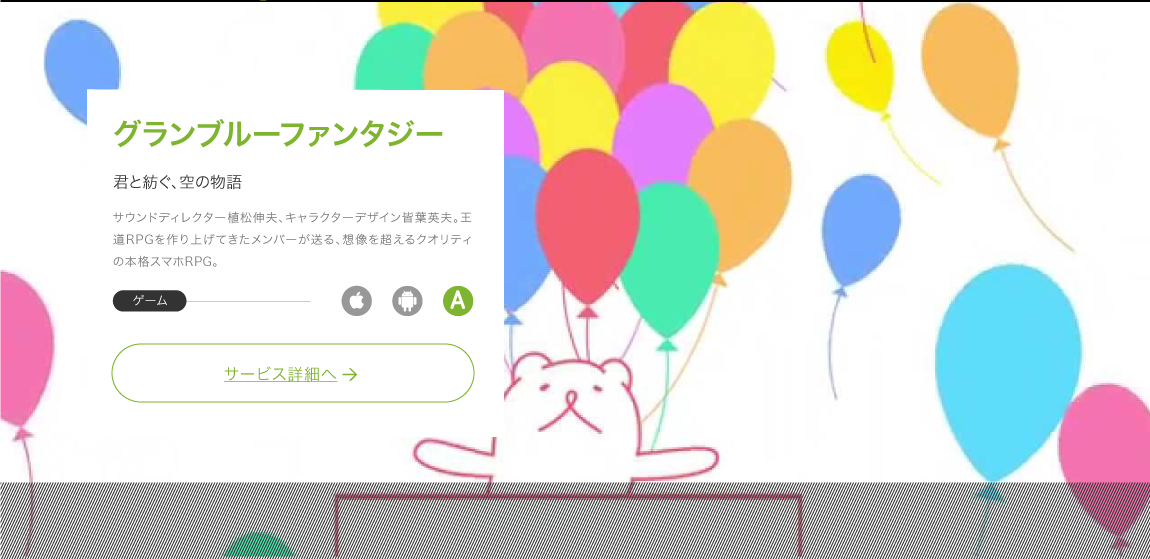 グランブルーファンタジー
君と紡ぐ、空の物語
サウンドディレクター植松伸夫、キャラクターデザイン皆葉英夫。王
道RPGを作り上げてきたメンバーが送る、想像を超えるクオリティ
の本格スマホRPG。
ゲーム
A
サービス詳細へ →